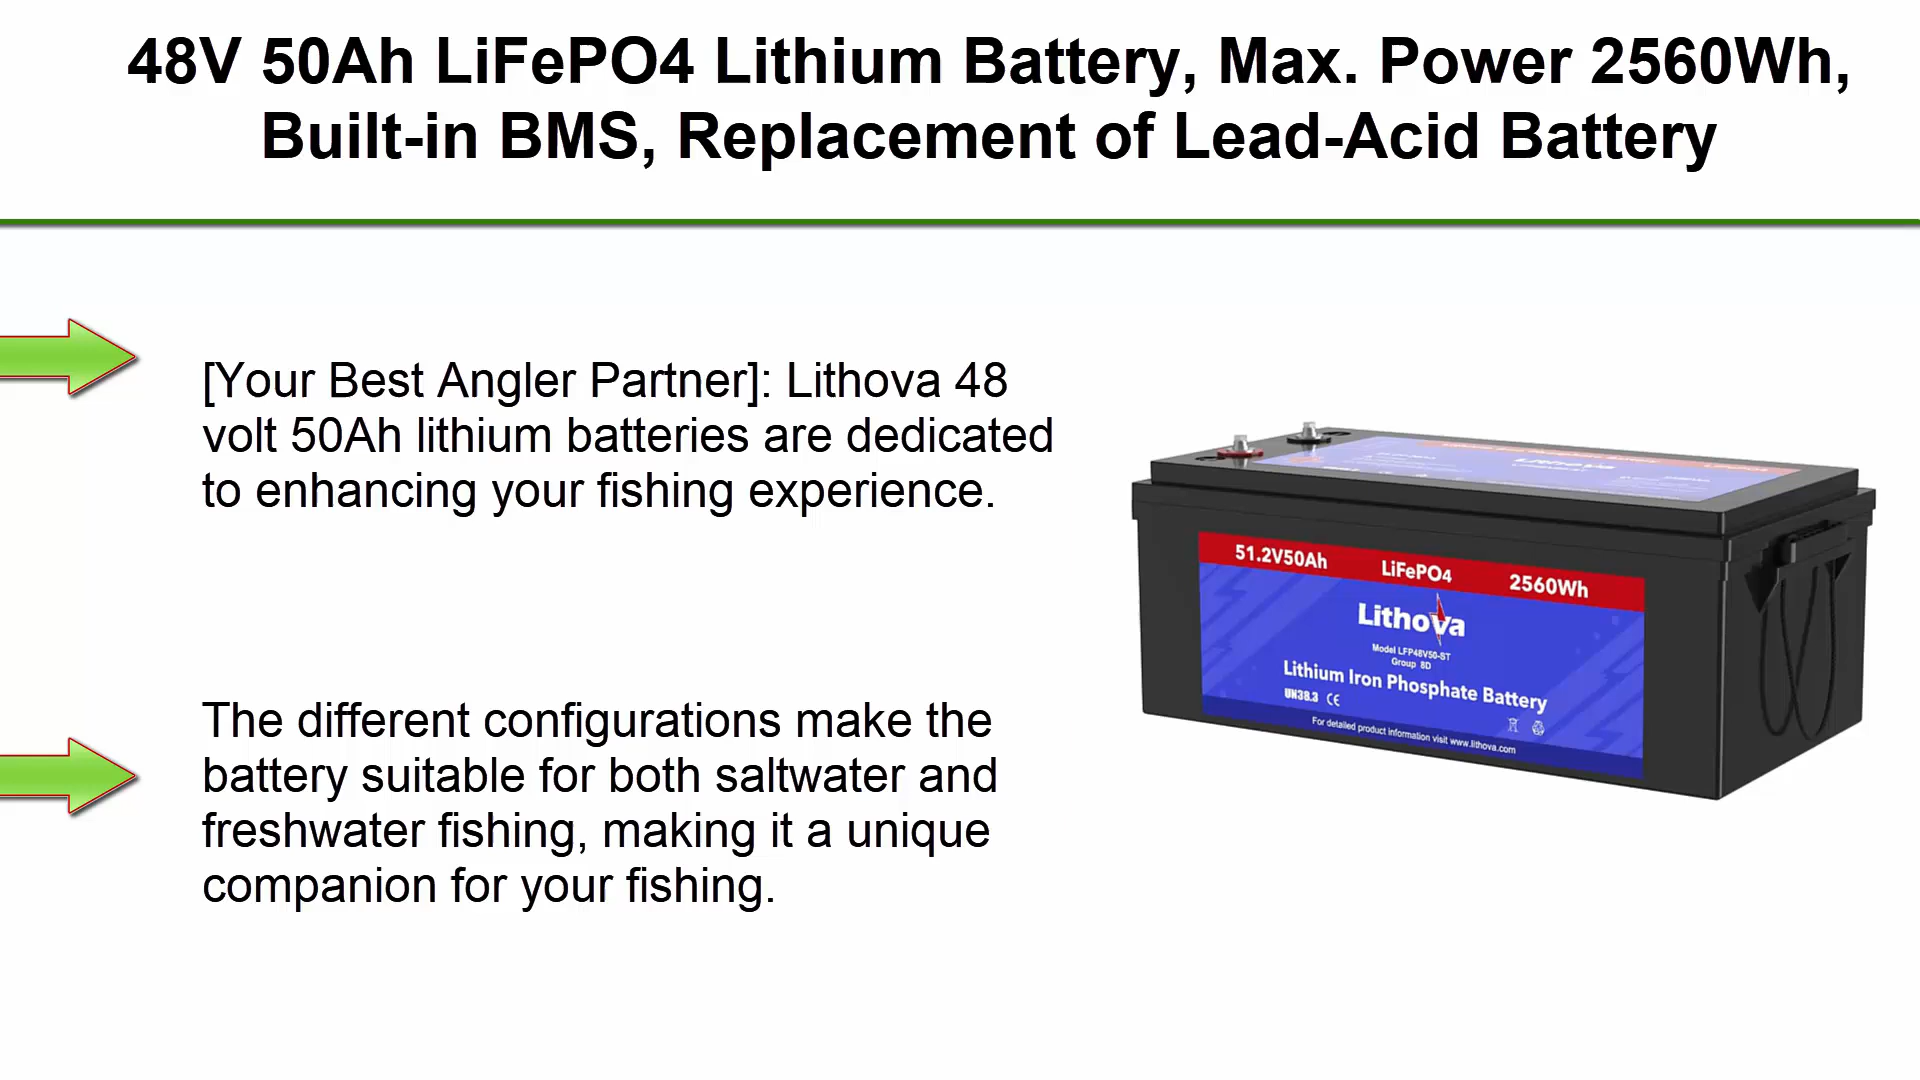 48V 50Ah LiFePO4 Lithium Battery, Max. Power 2560Wh,
Built-in BMS, Replacement of Lead-Acid Battery
[Your Best Angler Partner]: Lithova 48
volt 50Ah lithium batteries are dedicated
to enhancing your fishing experience.
The different configurations make the
battery suitable for both saltwater and
freshwater fishing, making it a unique
companion for your fishing.
Lithova
51.2V50Ah LiFePO4 2560Wh
Lithova
Model LFP48V50-ST
Group 8D
Lithium Iron Phosphate Battery
UN38.3 CE
For detailed product information visit www.lithova.com